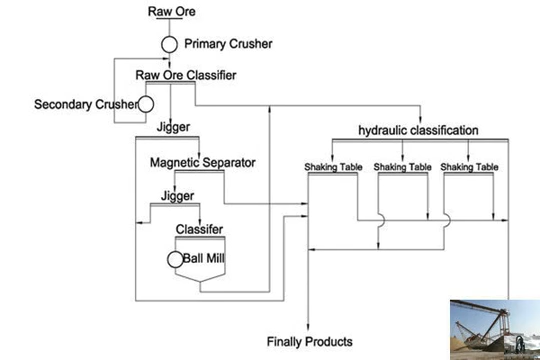 Raw Ore
Primary Crusher
Raw Ore Classifier
Secondary Crusher
Jigger
hydraulic classification
Magnetic Separator
Shaking Table
Shaking Table
Shaking Table
Jigger
Classifer
Ball Mill
Finally Products